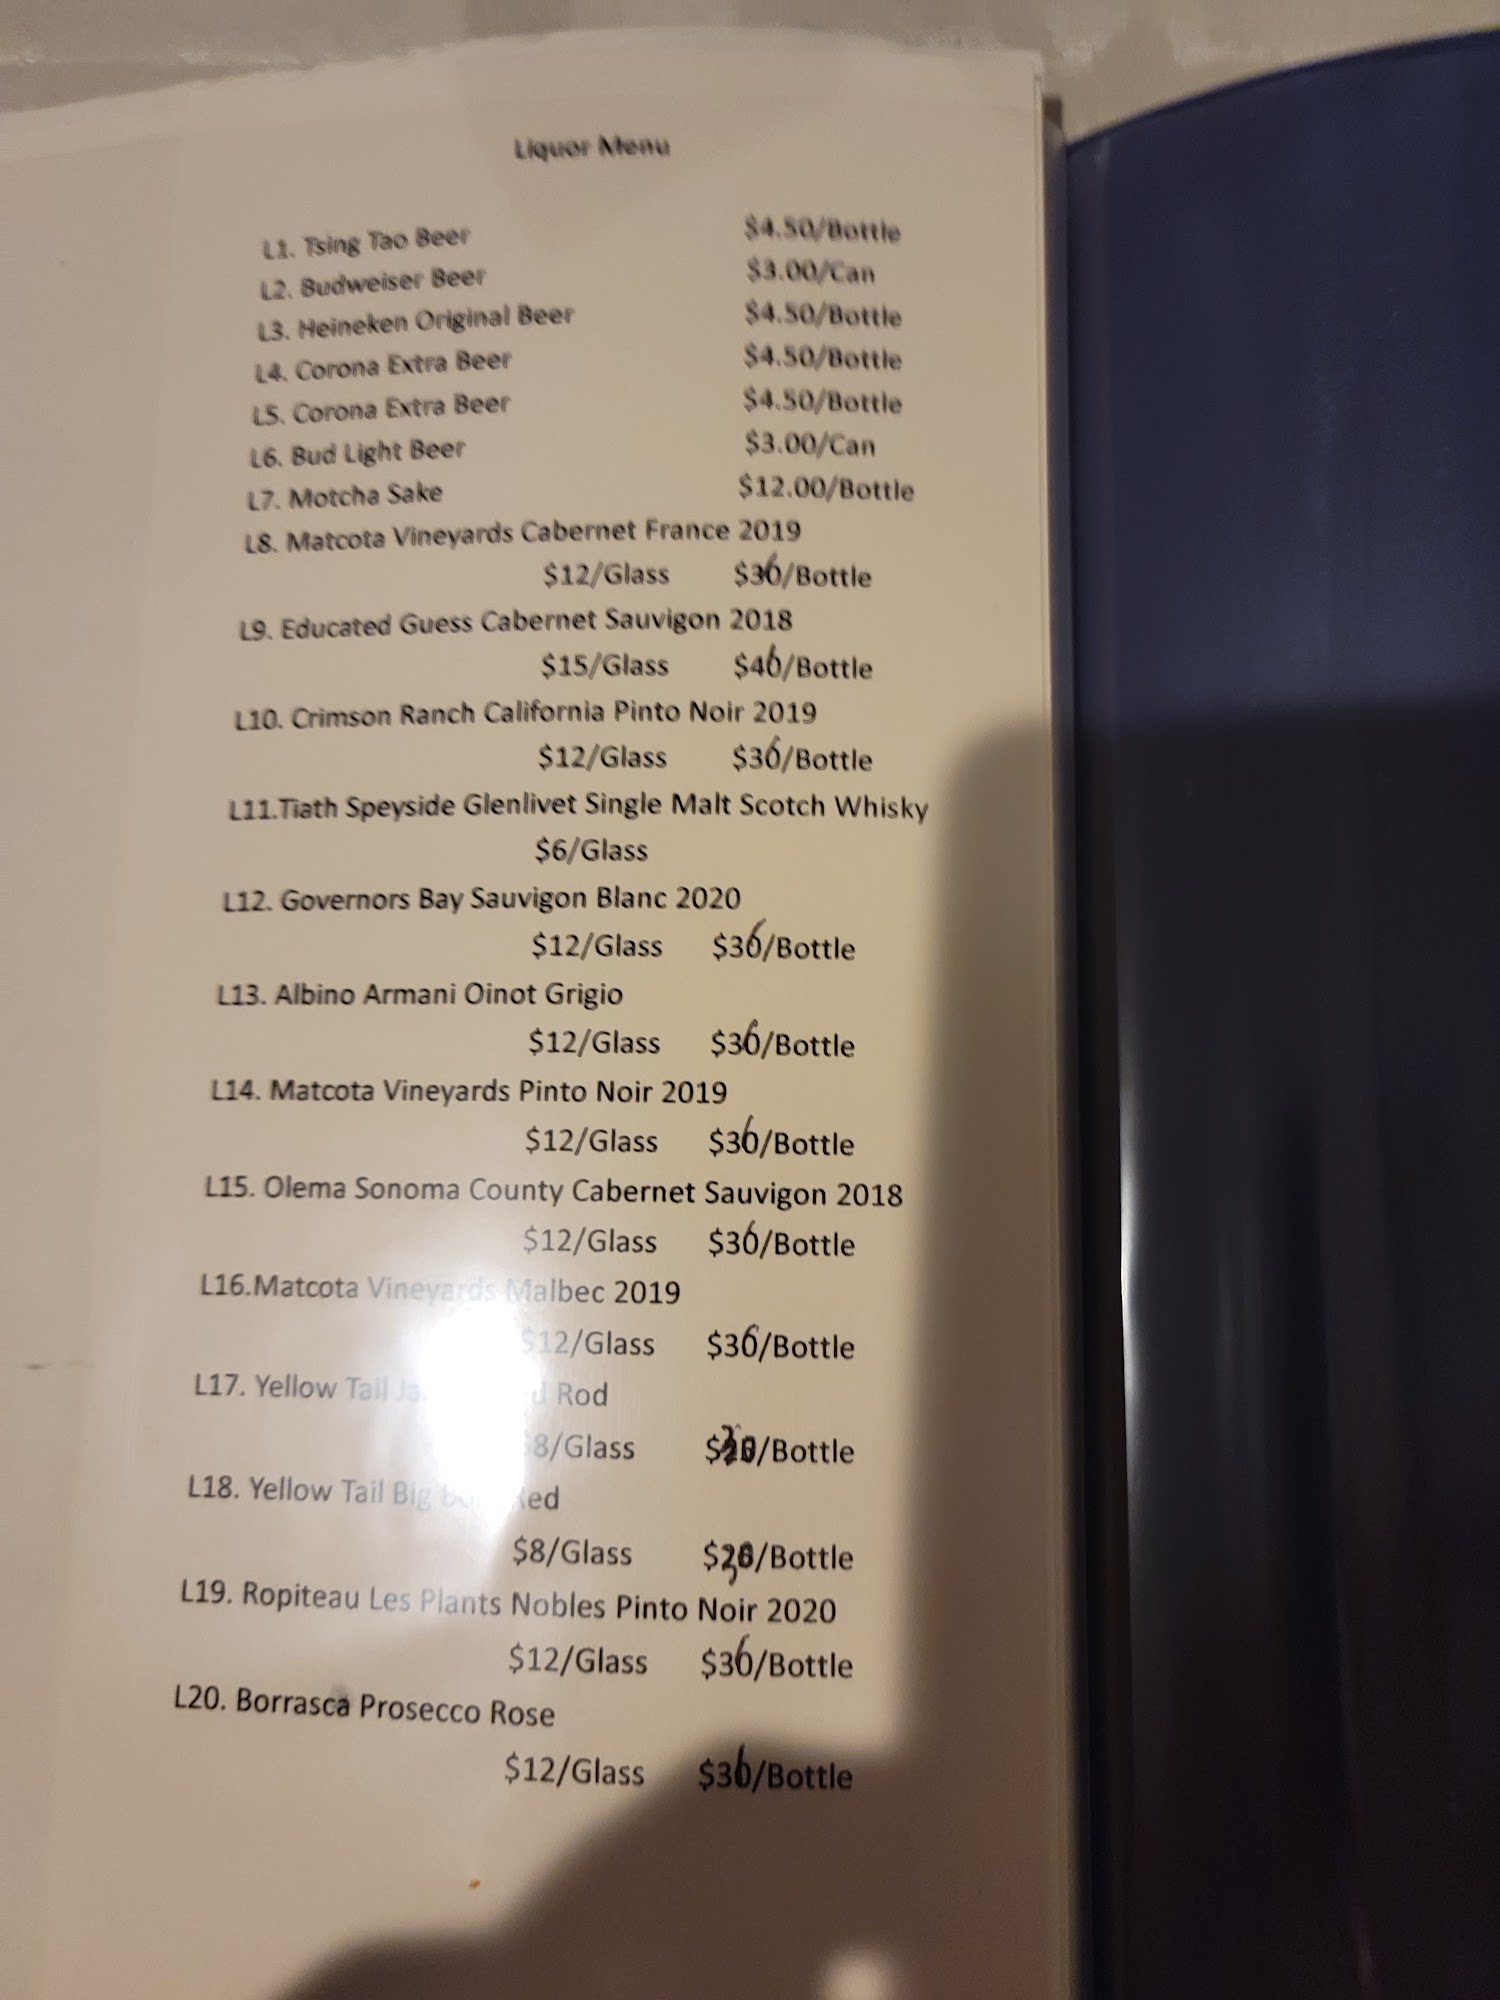 Liquor Menu
L1. Tsing Tao Beer $4.50/Bottle
L2. Budweiser Beer $3.00/Can
L3. Heineken Original Beer $4.50/Bottle
L4. Corona Extra Beer $4.50/Bottle
L5. Corona Extra Beer $4.50/Bottle
L6. Bud Light Beer $3.00/Can
L7. Motcha Sake $12.00/Bottle
L8. Matcota Vineyards Cabernet France 2019
$12/Glass $36/Bottle
L9. Educated Guess Cabernet Sauvigon 2018
$15/Glass $46/Bottle
L10. Crimson Ranch California Pinto Noir 2019
$12/Glass $36/Bottle
L11.Tiath Speyside Glenlivet Single Malt Scotch Whisky
$6/Glass
L12. Governors Bay Sauvigon Blanc 2020
$12/Glass $36/Bottle
L13. Albino Armani Oinot Grigio
$12/Glass $36/Bottle
L14. Matcota Vineyards Pinto Noir 2019
$12/Glass $36/Bottle
L15. Olema Sonoma County Cabernet Sauvigon 2018
$12/Glass $36/Bottle
L16.Matcota Vineyards Malbec 2019
$12/Glass $36/Bottle
L17. Yellow Tail Rod
$8/Glass /Bottle
L18. Yellow Tail Big Red
$8/Glass /Bottle
L19. Ropiteau Les Plants Nobles Pinto Noir 2020
$12/Glass $36/Bottle
L20. Borrasca Prosecco Rose
$12/Glass $36/Bottle